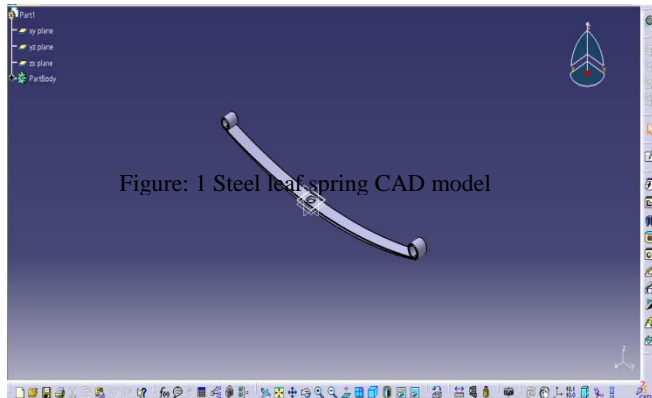 Part1
xy plane
yz plane
zx plane
PartBody
Figure: 1 Steel leaf spring CAD model